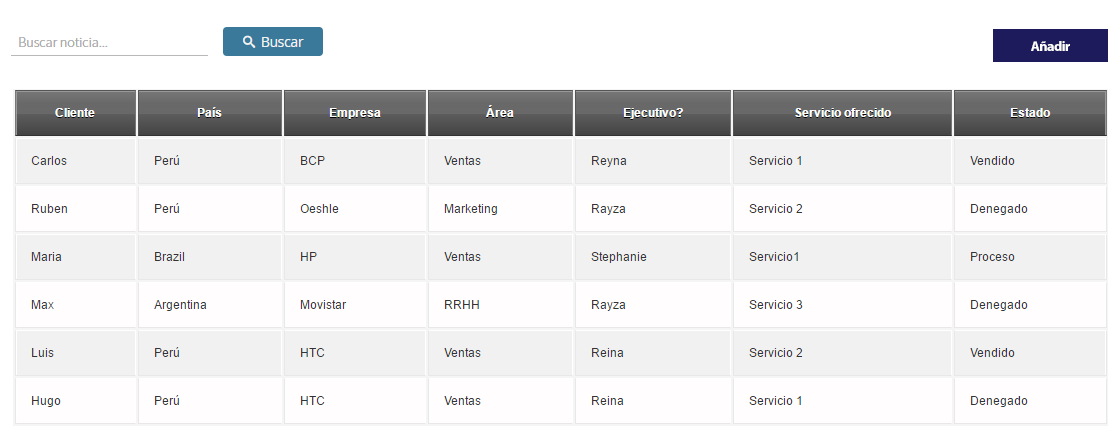 Buscar noticia...
Buscar
Añadir
Cliente País Empresa Área Ejecutivo? Servicio ofrecido Estado
Carlos Perú BCP Ventas Reyna Servicio 1 Vendido
Ruben Perú Oeshle Marketing Rayza Servicio 2 Denegado
Maria Brazil HP Ventas Stephanie Servicio1 Proceso
Max Argentina Movistar RRHH Rayza Servicio 3 Denegado
Luis Perú HTC Ventas Reina Servicio 2 Vendido
Hugo Perú HTC Ventas Reina Servicio 1 Denegado